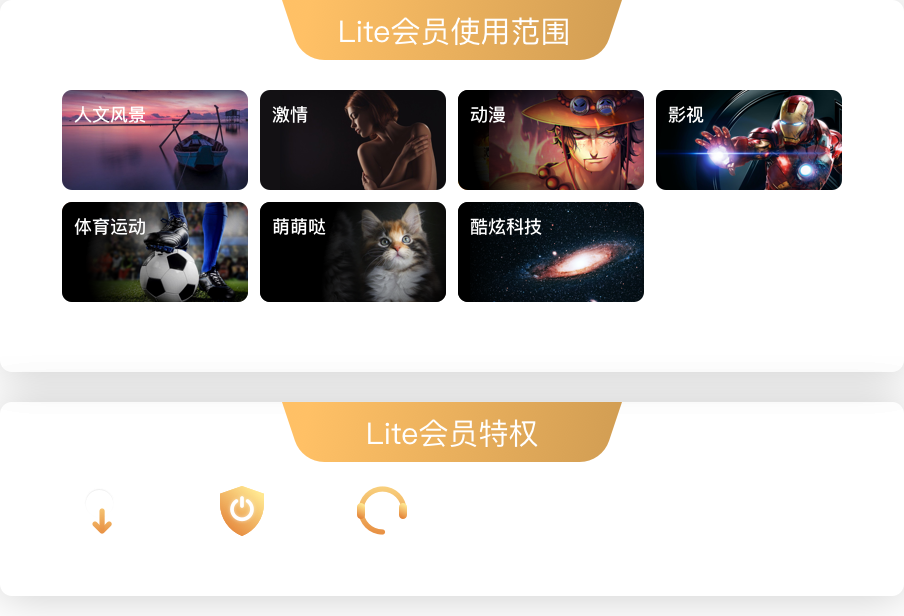 Lite会员使用范围
人文风景
激情
动漫
影视
体育运动
萌萌哒
酷炫科技
Lite会员特权